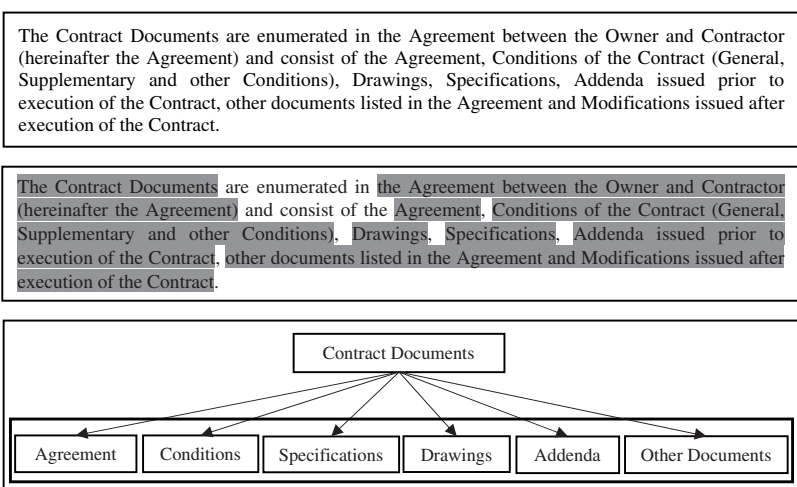 The Contract Documents are enumerated in the Agreement between the Owner and Contractor
(hereinafter the Agreement) and consist of the Agreement, Conditions of the Contract (General,
Supplementary and other Conditions), Drawings, Specifications, Addenda issued prior to
execution of the Contract, other documents listed in the Agreement and Modifications issued after
execution of the Contract.
The Contract Documents are enumerated in the Agreement between the Owner and Contractor
(hereinafter the Agreement) and consist of the Agreement, Conditions of the Contract (General,
Supplementary and other Conditions), Drawings, Specifications, Addenda issued prior to
execution of the Contract, other documents listed in the Agreement and Modifications issued after
execution of the Contract.
Contract Documents
Agreement Conditions Specifications Drawings Addenda Other Documents